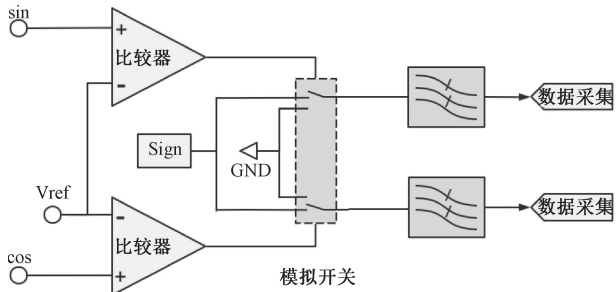 sin
+
比较器
-
数据采集
Sign
GND
Vref
-
比较器
数据采集
cos
+
模拟开关